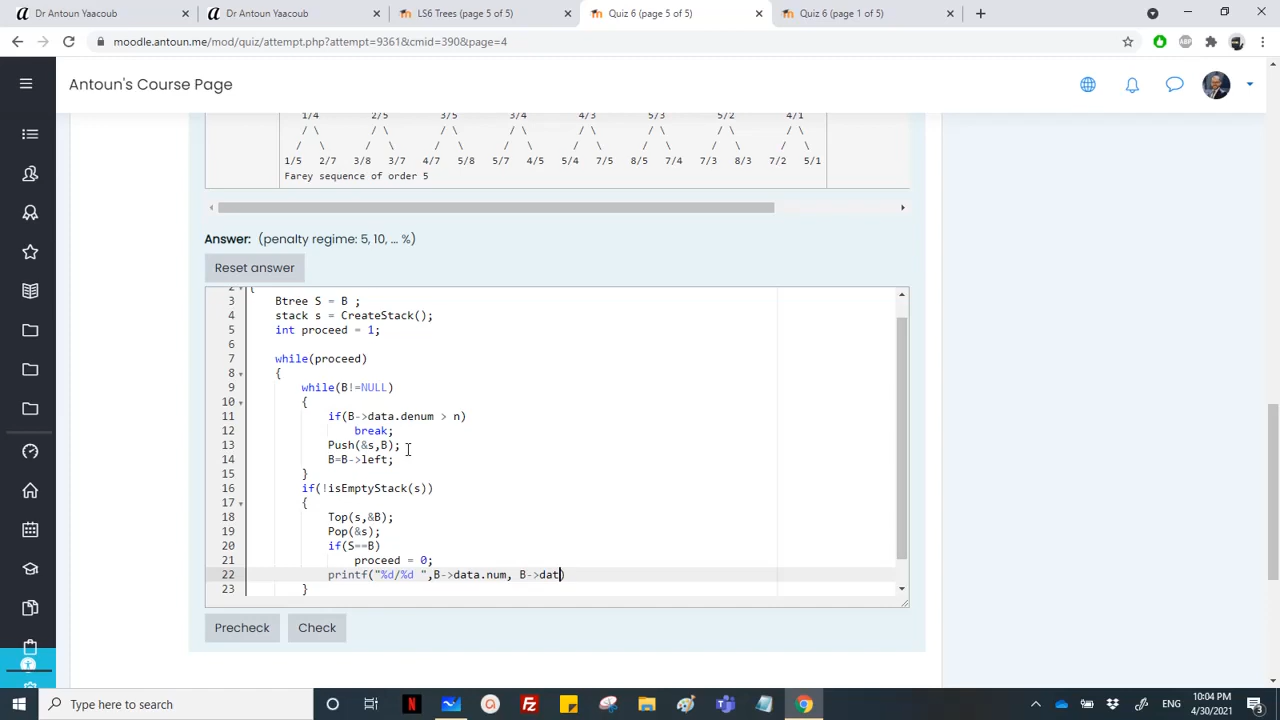 Dr Antoun Yaacoub
Dr Antoun Yaacoub
LS6 Trees (page 5 of 5)
Quiz 6 (page 5 of 5)
Quiz 6 (page 1 of 5)
moodle.antoun.me/mod/quiz/attempt.php?attempt=9361&cmid=390&page=4
Antoun's Course Page
1/4 2/5 3/5 3/4 4/3 5/3 5/2 4/1
/ \ / \ / \ / \ / \ / \ / \ / \
/ \ / \ / \ / \ / \ / \ / \ / \
1/5 2/7 3/8 3/7 4/7 5/8 5/7 4/5 5/4 7/5 8/5 7/4 7/3 8/3 7/2 5/1
Farey sequence of order 5
Answer: (penalty regime: 5, 10, ... %)
Reset answer
2 {
3 Btree S = B ;
4 stack s = CreateStack();
5 int proceed = 1;
6
7 while(proceed)
8 {
9 while(B!=NULL)
10 {
11 if(B->data.denum > n)
12 break;
13 Push(&s,B);
14 B=B->left;
15 }
16 if(!isEmptyStack(s))
17 {
18 Top(s,&B);
19 Pop(&s);
20 if(S==B)
21 proceed = 0;
22 printf("%d/%d ",B->data.num, B->dat)
23 }
Precheck
Check
Type here to search
ENG
10:04 PM
4/30/2021
3